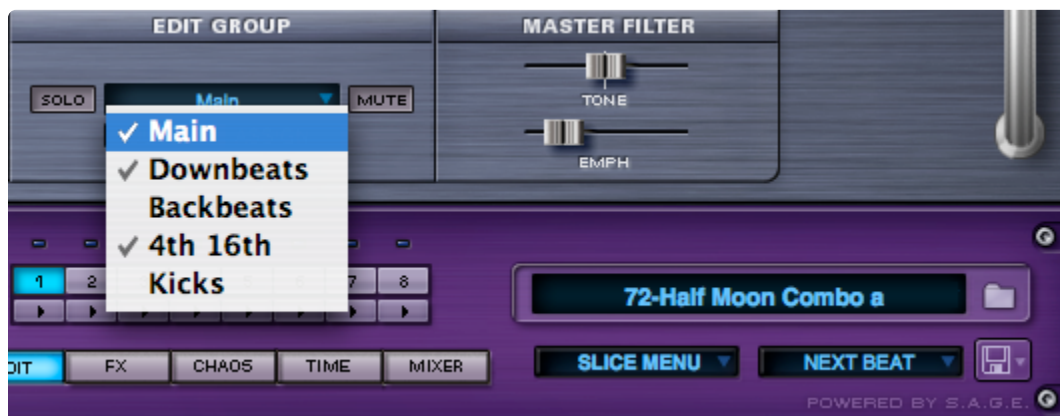 EDIT GROUP
MASTER FILTER
SOLO
Main
MUTE
TONE
EMPH
Main
Downbeats
Backbeats
4th 16th
Kicks
1 2 7 8
72-Half Moon Combo a
FX CHAOS TIME MIXER
SLICE MENU NEXT BEAT
POWERED BY S.A.G.E.